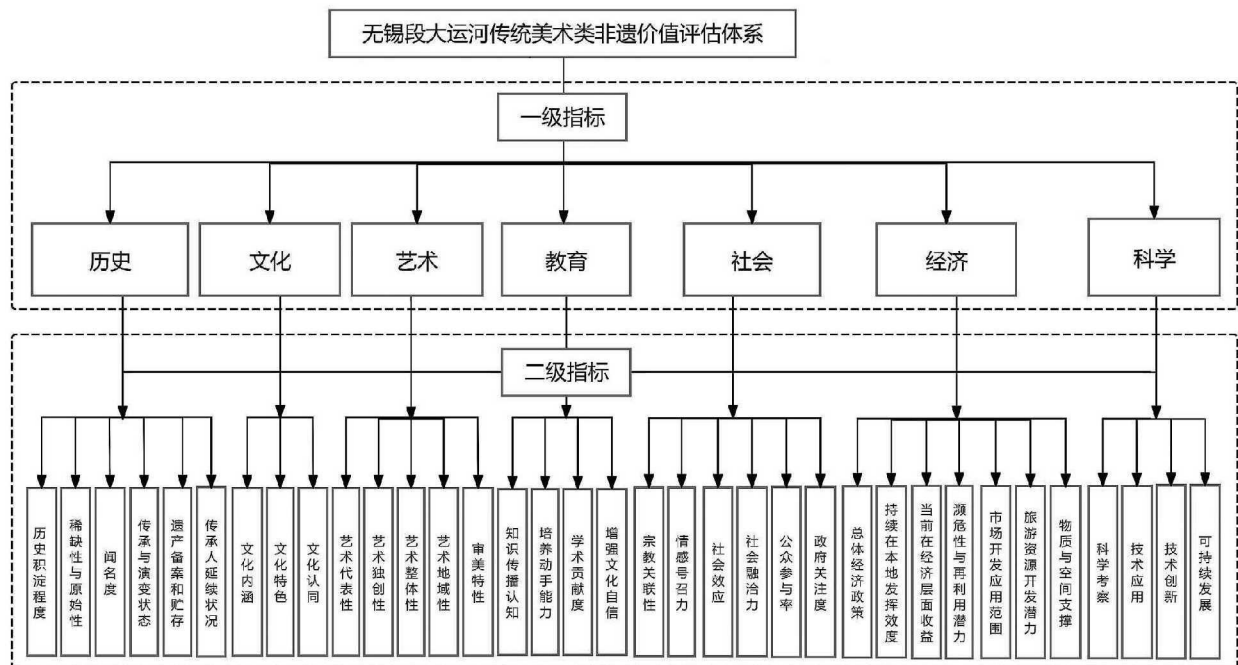 无锡段大运河传统美术类非遗价值评估体系
一级指标
历史
文化
艺术
教育
社会
经济
科学
二级指标
历史积淀程度
稀缺性与原始性
闻名度
传承与演变状态
遗产备案和贮存
传承人延续状况
文化内涵
文化特色
文化认同
艺术代表性
艺术独创性
艺术整体性
艺术地域性
审美特性
知识传播认知
培养动手能力
学术贡献度
增强文化自信
宗教关联性
情感号召力
社会效应
社会融洽力
公众参与率
政府关注度
总体经济政策
持续在本地发挥效度
当前在经济层面收益
濒危性与再利用潜力
市场开发应用范围
旅游资源开发潜力
物质与空间支撑
科学考察
技术应用
技术创新
可持续发展